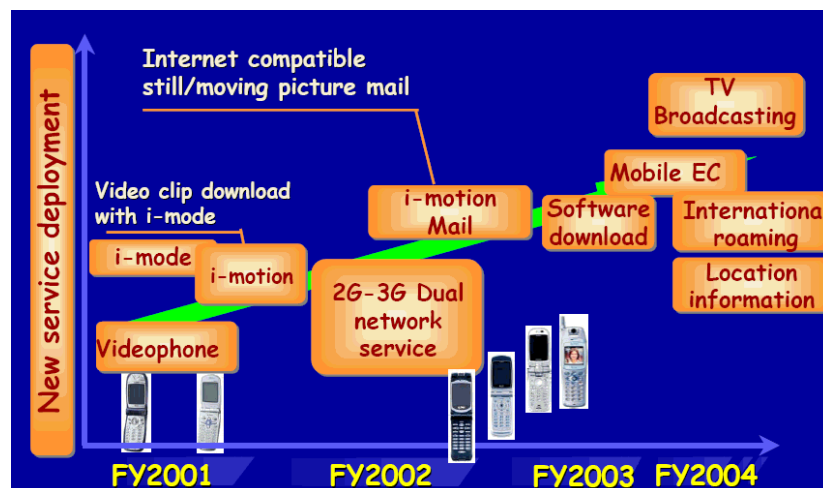 New service deployment
Internet compatible
still/moving picture mail
TV
Broadcasting
Mobile EC
Video clip download
with i-mode
i-motion
Mail
Software
download
Internationa
roaming
i-mode
i-motion
2G-3G Dual
network
service
Location
information
Videophone
FY2001
FY2002
FY2003
FY2004